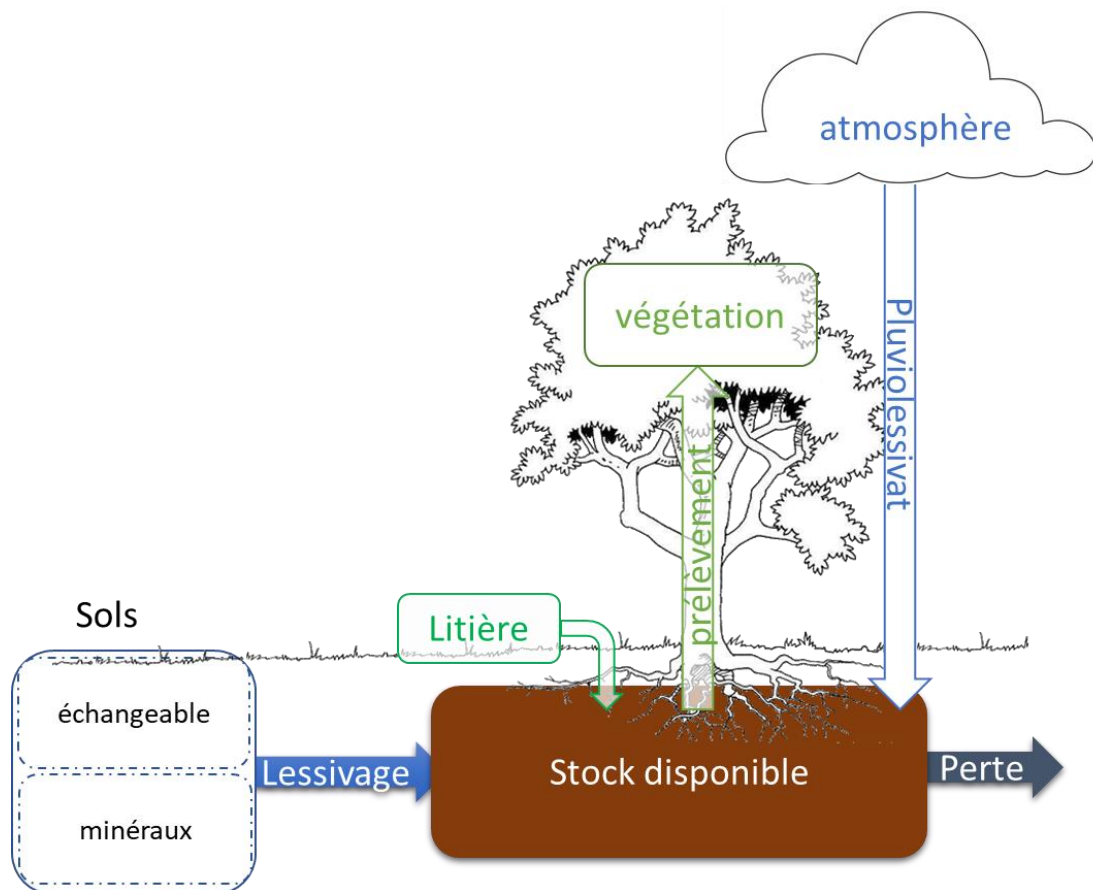 atmosphère
végétation
Pluviolessivat
prélèvement
Litière
Sols
échangeable
minéraux
Lessivage
Stock disponible
Perte